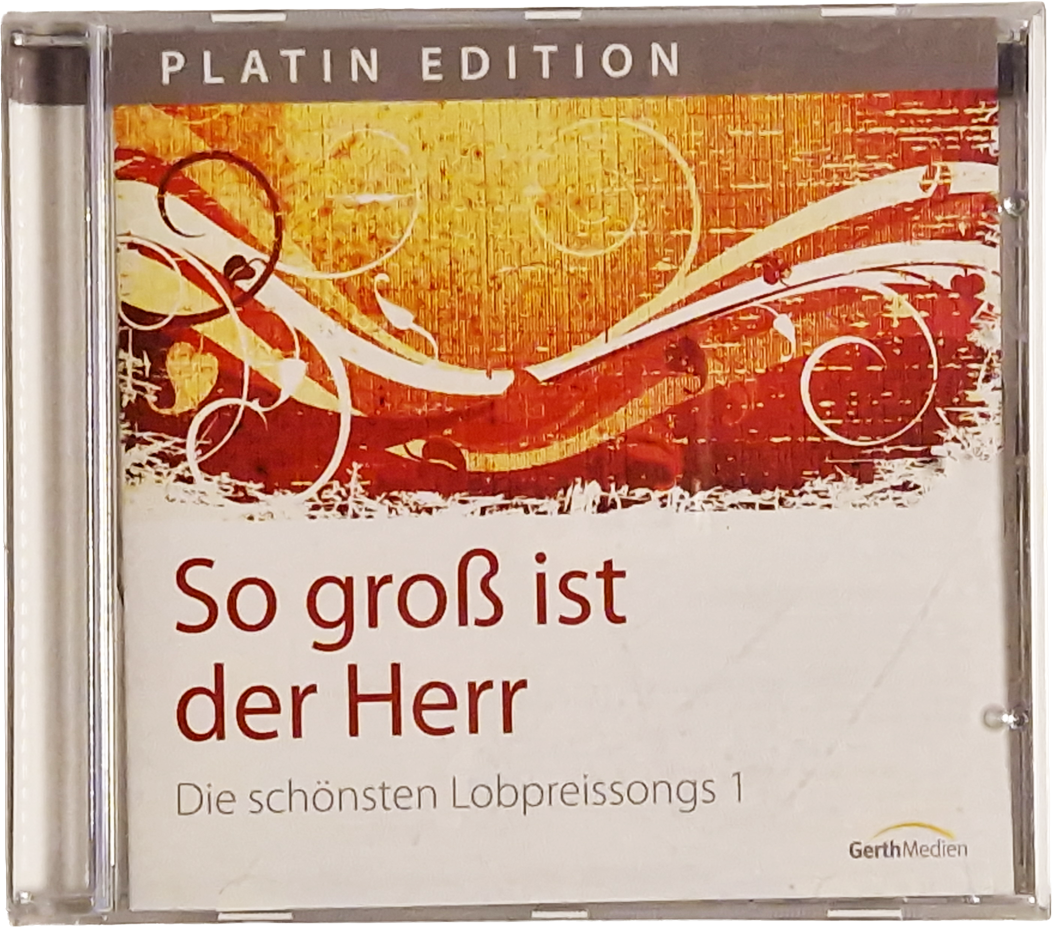 PLATIN EDITION
So groß ist
der Herr
Die schönsten Lobpreissongs 1
GerthMedien